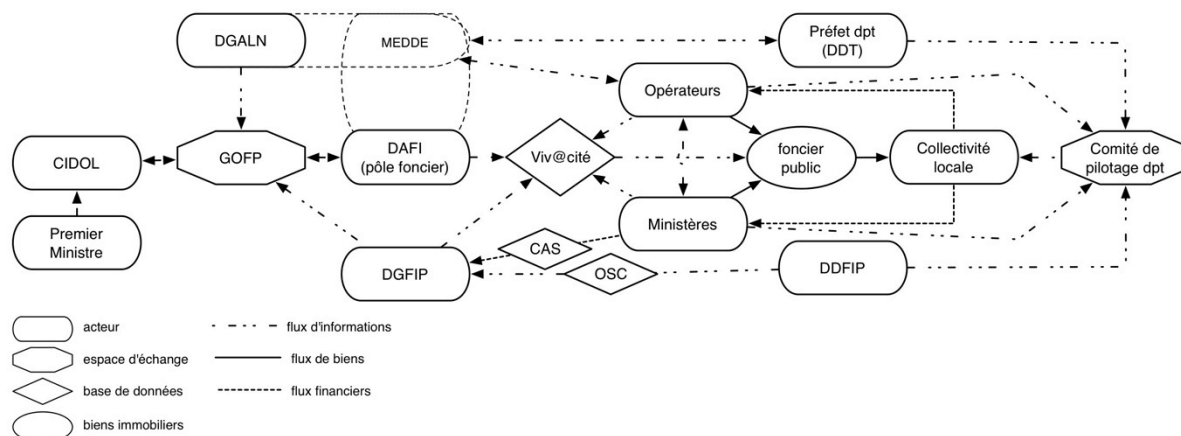 DGALN
MEDDE
Préfet dpt
(DDT)
Opérateurs
CIDOL
GOFP
DAFI
(pôle foncier)
Viv@cité
foncier
public
Collectivité
locale
Comité de
pilotage dpt
Premier
Ministre
Ministères
CAS
DGFIP
OSC
DDFIP
acteur
flux d'informations
espace d'échange
flux de biens
base de données
flux financiers
biens immobiliers